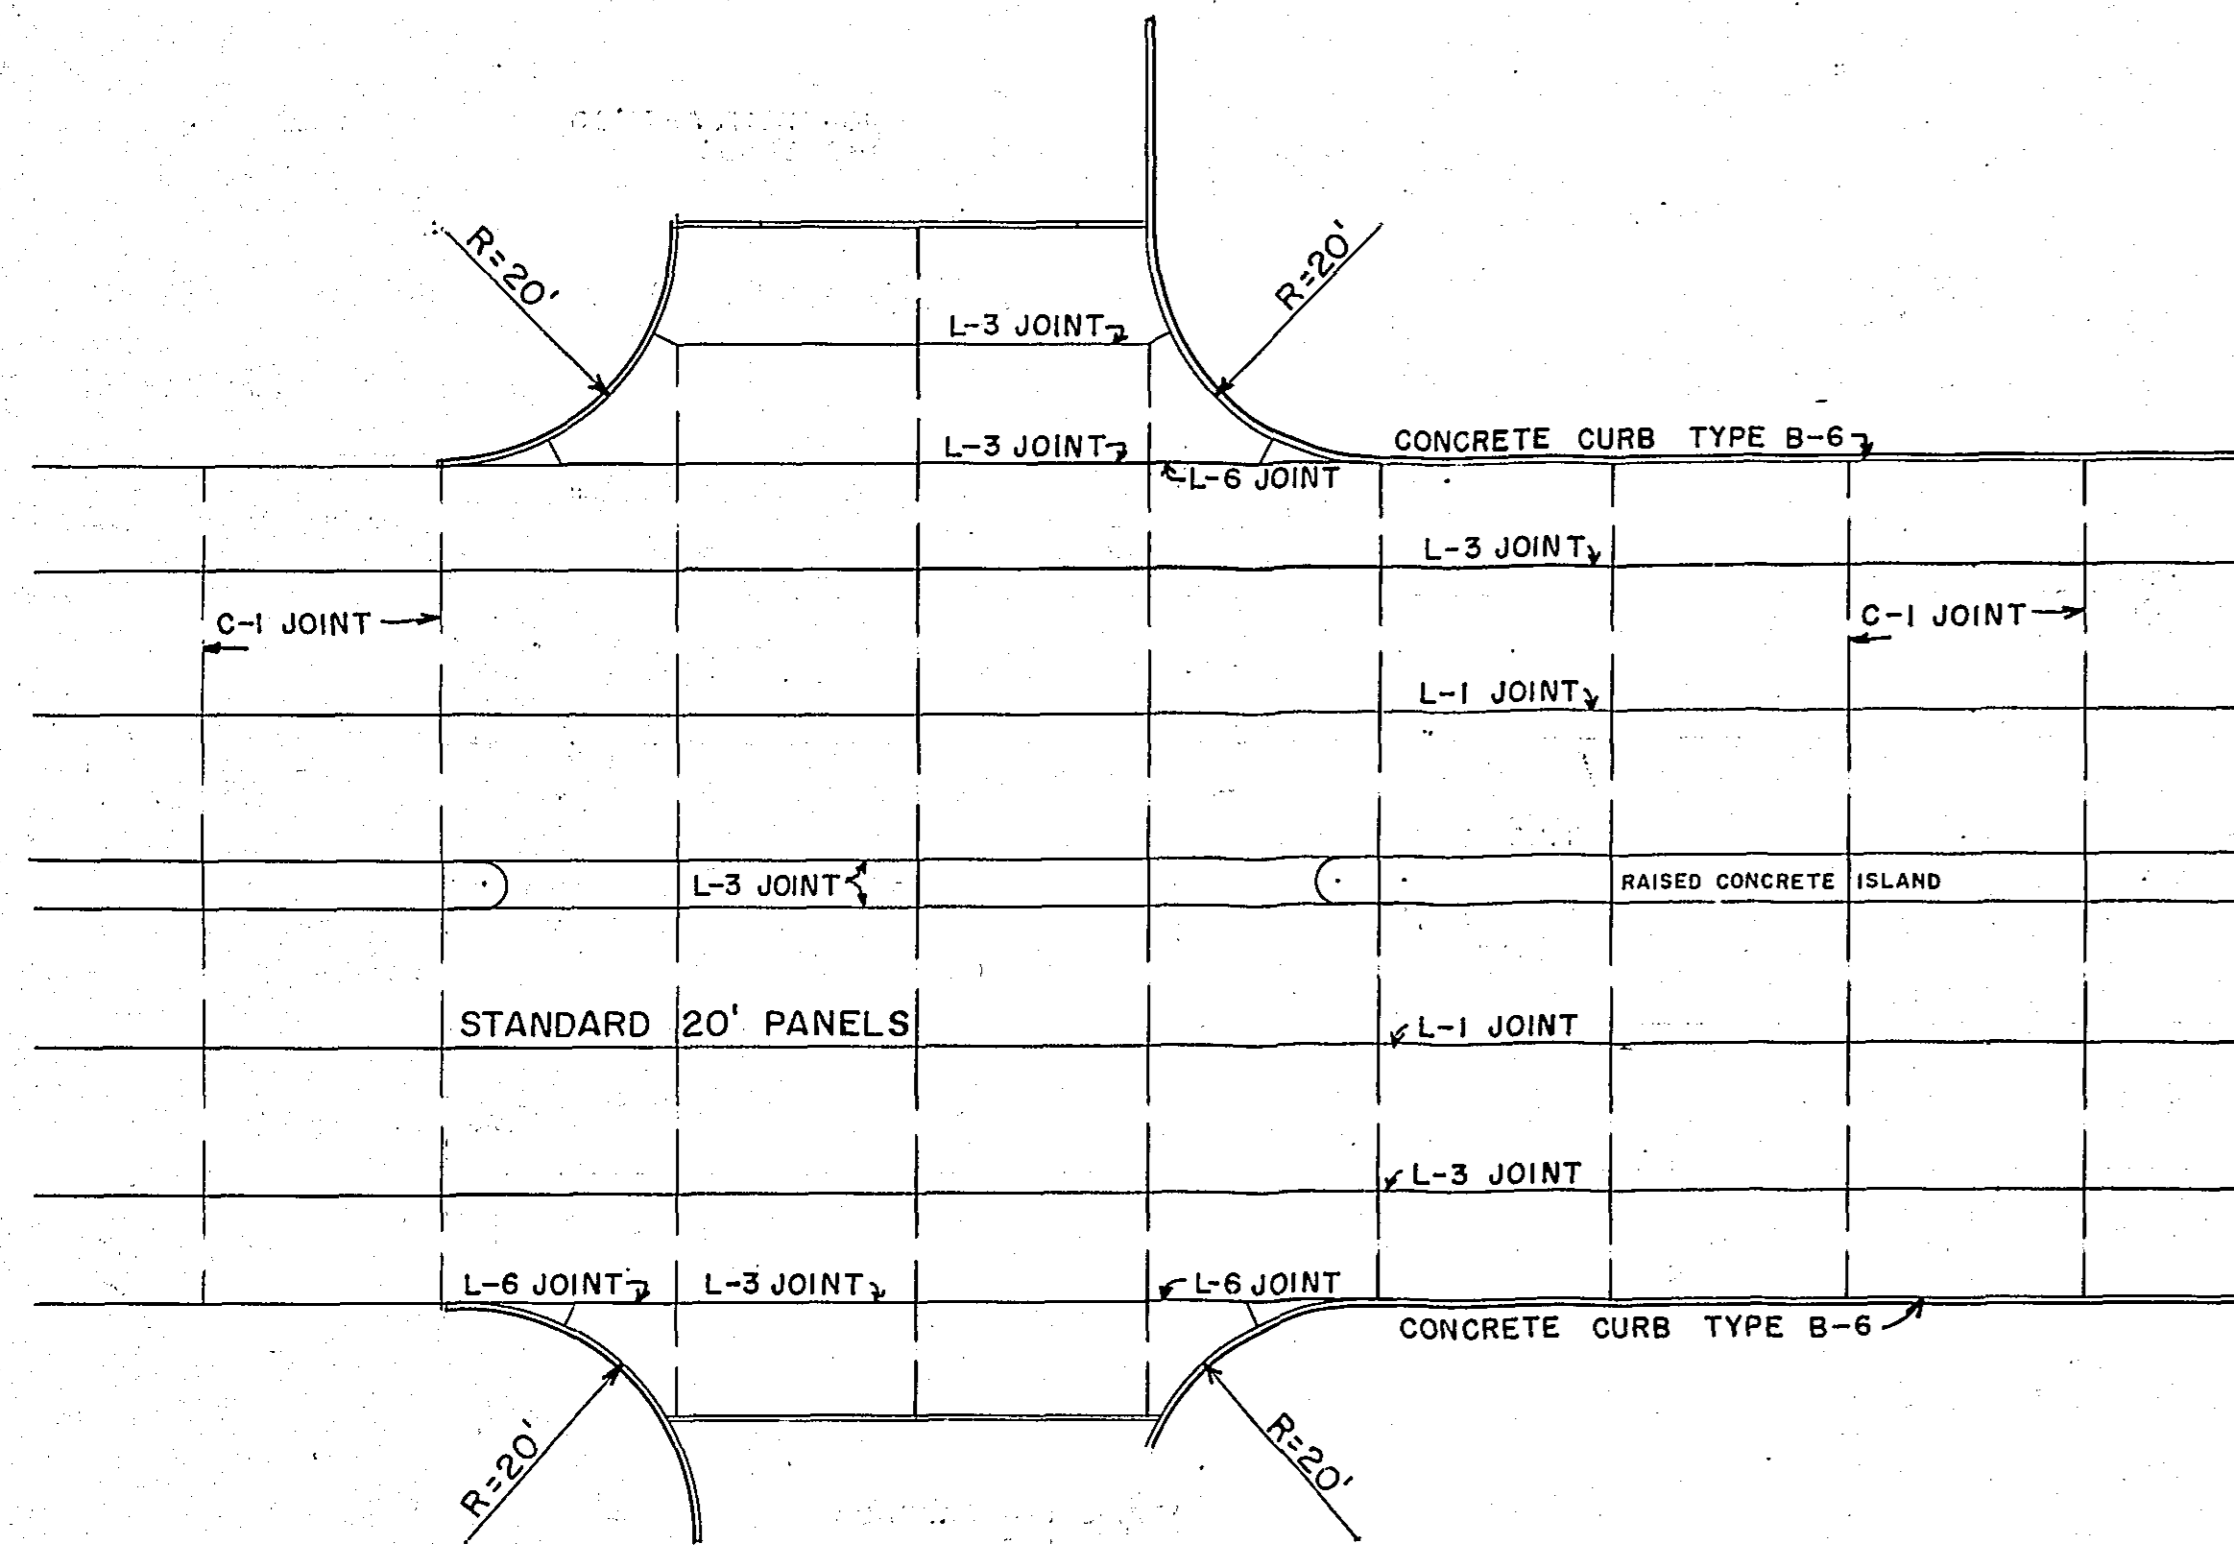 R=20'
R=20'
L-3 JOINT
L-3 JOINT
CONCRETE CURB TYPE B-6
L-6 JOINT
L-3 JOINT
C-1 JOINT
C-1 JOINT
L-1 JOINT
L-3 JOINT
RAISED CONCRETE ISLAND
STANDARD 20' PANELS
L-1 JOINT
L-3 JOINT
L-6 JOINT
L-3 JOINT
L-6 JOINT
CONCRETE CURB TYPE B-6
R=20'
R=20'